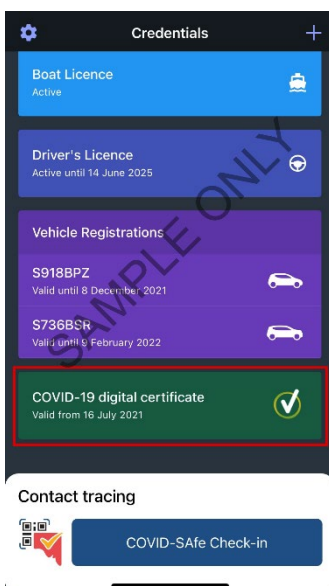 Credentials
Boat Licence
Active
Driver's Licence
Active until 14 June 2025
Vehicle Registrations
S918BPZ
Valid until 8 December 2021
S736BSR
Valid until 9 February 2022
SAMPLE ONLY
COVID-19 digital certificate
Valid from 16 July 2021
Contact tracing
COVID-SAfe Check-in